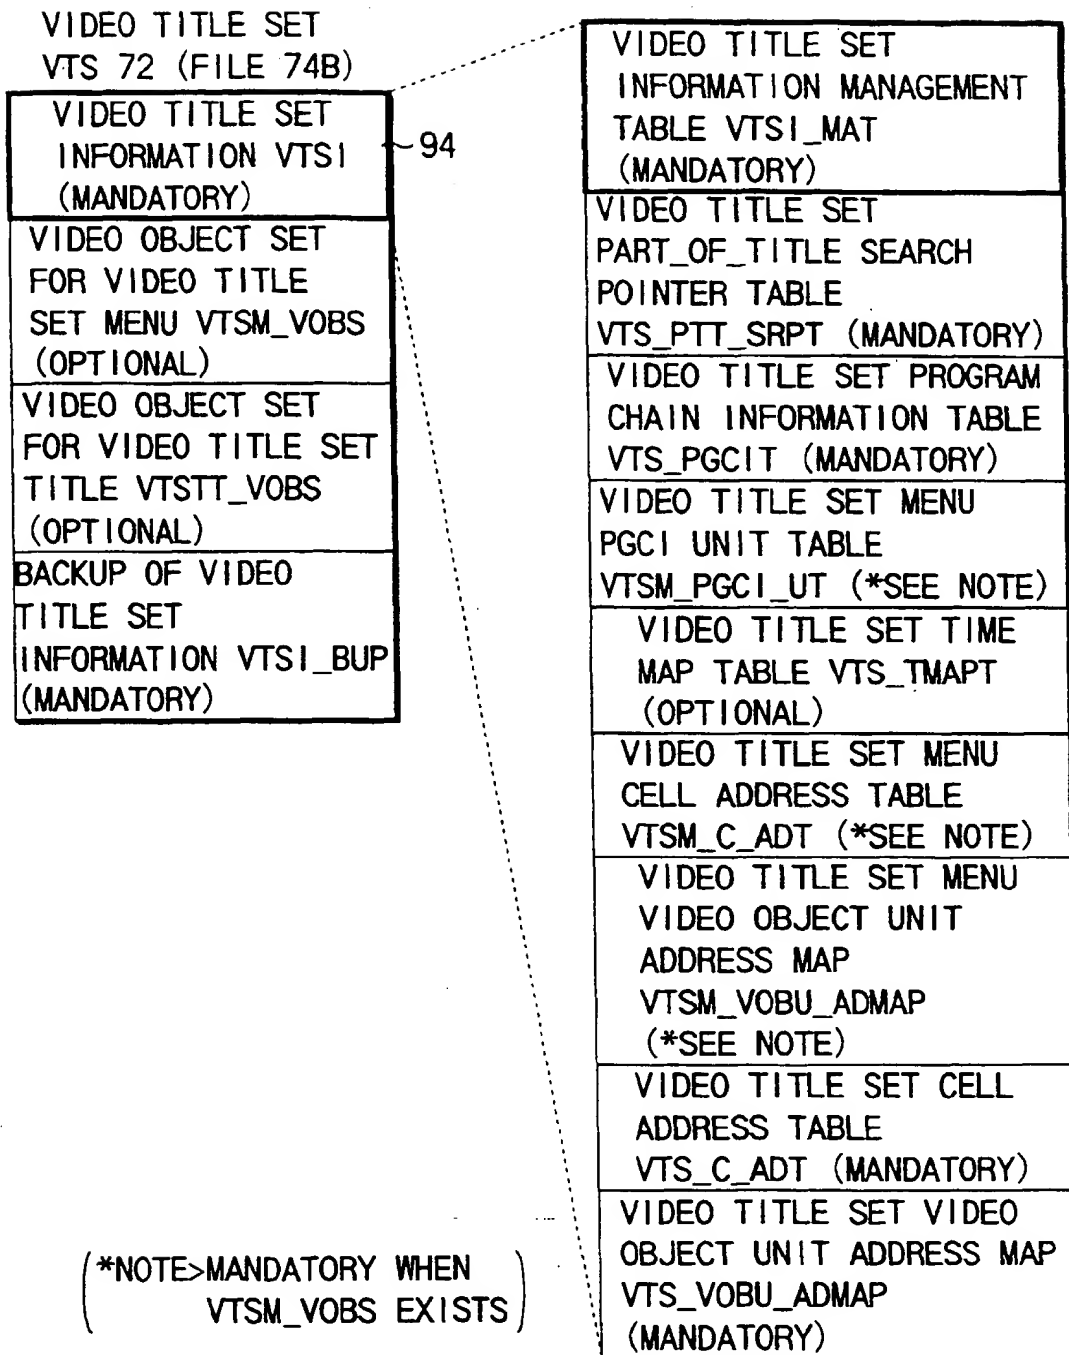 VIDEO TITLE SET
VTS 72 (FILE 74B)
VIDEO TITLE SET
INFORMATION VTSI
(MANDATORY)
94
VIDEO OBJECT SET
FOR VIDEO TITLE
SET MENU VTSM_VOBS
(OPTIONAL)
VIDEO OBJECT SET
FOR VIDEO TITLE SET
TITLE VTSTT_VOBS
(OPTIONAL)
BACKUP OF VIDEO
TITLE SET
INFORMATION VTSI_BUP
(MANDATORY)
VIDEO TITLE SET
INFORMATION MANAGEMENT
TABLE VTSI_MAT
(MANDATORY)
VIDEO TITLE SET
PART_OF_TITLE SEARCH
POINTER TABLE
VTS_PTT_SRPT (MANDATORY)
VIDEO TITLE SET PROGRAM
CHAIN INFORMATION TABLE
VTS_PGCIT (MANDATORY)
VIDEO TITLE SET MENU
PGCI UNIT TABLE
VTSM_PGCI_UT (*SEE NOTE)
VIDEO TITLE SET TIME
MAP TABLE VTS_TMAPT
(OPTIONAL)
VIDEO TITLE SET MENU
CELL ADDRESS TABLE
VTSM_C_ADT (*SEE NOTE)
VIDEO TITLE SET MENU
VIDEO OBJECT UNIT
ADDRESS MAP
VTSM_VOBU_ADMAP
(*SEE NOTE)
VIDEO TITLE SET CELL
ADDRESS TABLE
VTS_C_ADT (MANDATORY)
VIDEO TITLE SET VIDEO
OBJECT UNIT ADDRESS MAP
VTS_VOBU_ADMAP
(MANDATORY)
(*NOTE>MANDATORY WHEN
VTSM_VOBS EXISTS)